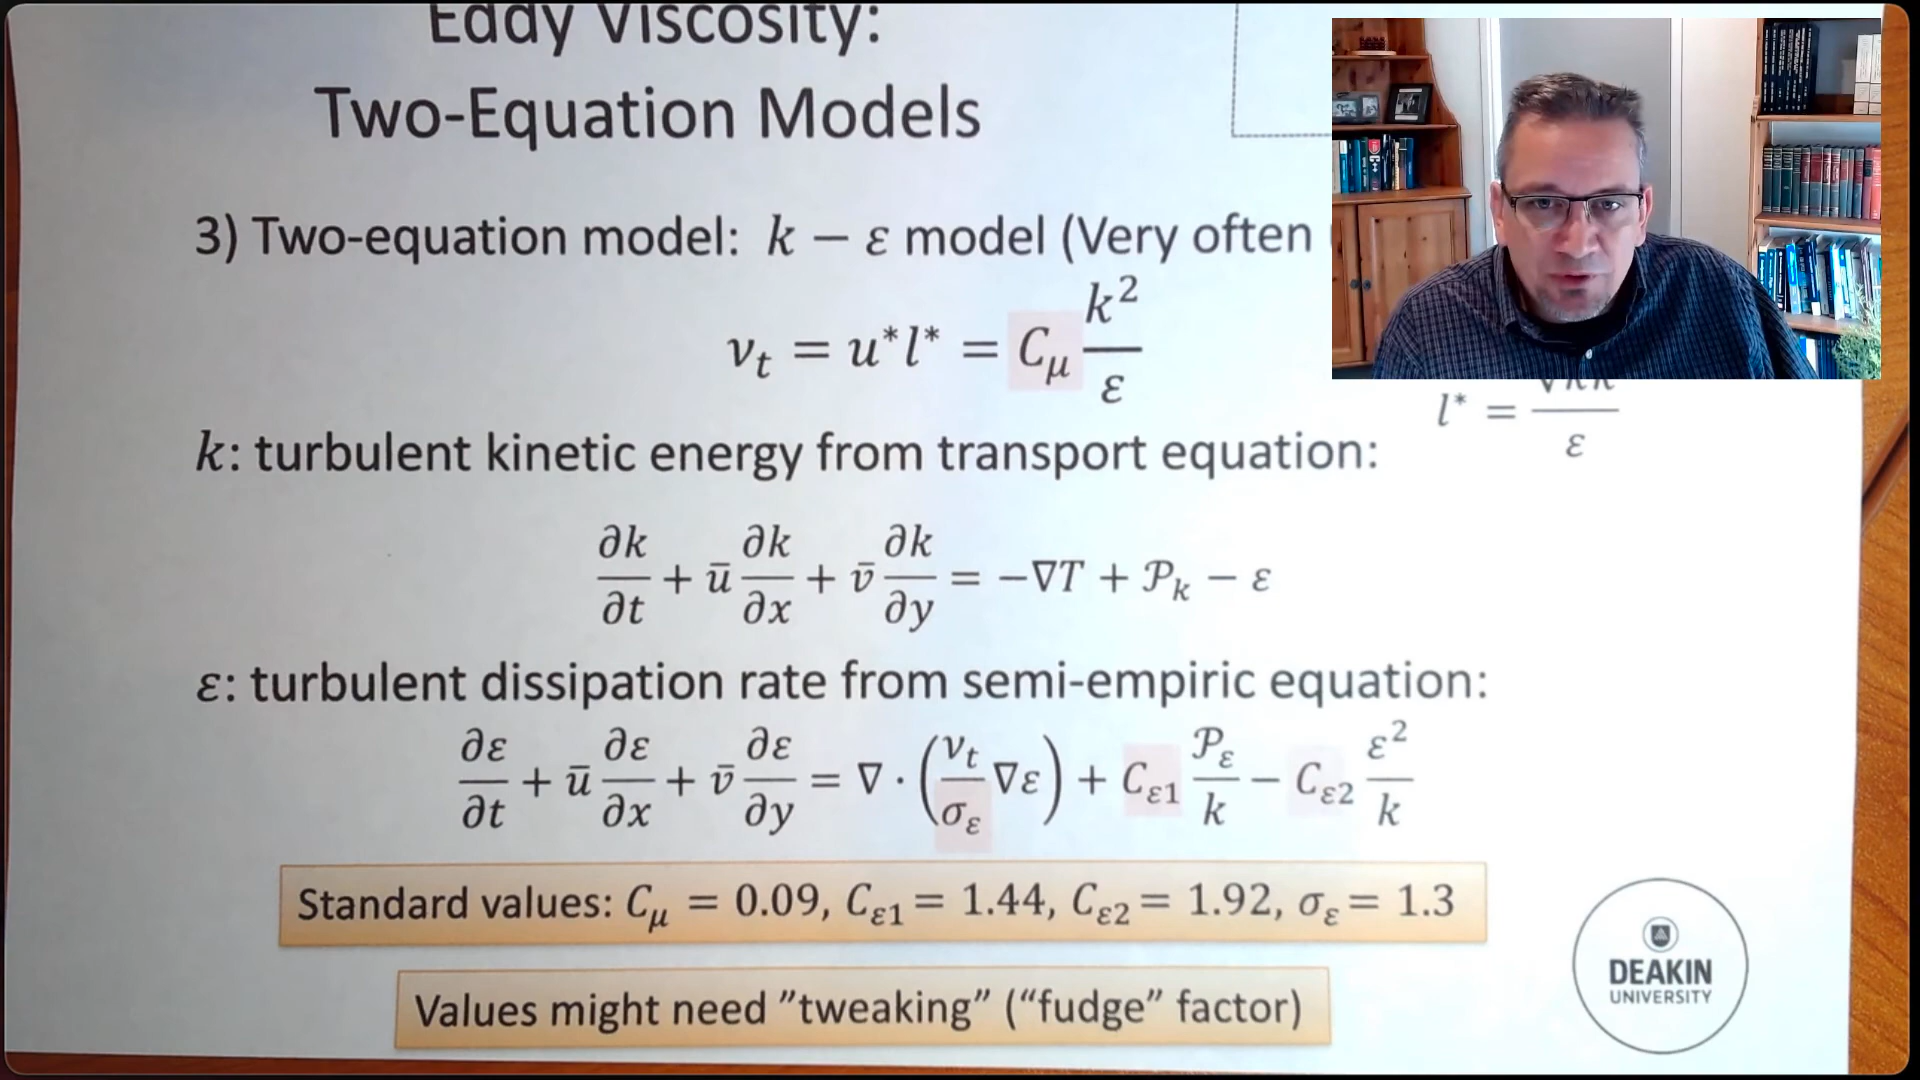 Eddy Viscosity:
Two-Equation Models
3) Two-equation model: k − ε model (Very often
ν_t = u*l* = C_μ k²/ε
l* = /ε
k: turbulent kinetic energy from transport equation:
∂k/∂t + ū ∂k/∂x + v̄ ∂k/∂y = −∇T + 𝒫_k − ε
ε: turbulent dissipation rate from semi-empiric equation:
∂ε/∂t + ū ∂ε/∂x + v̄ ∂ε/∂y = ∇ · (ν_t/σ_ε ∇ε) + C_ε1 𝒫_ε/k − C_ε2 ε²/k
Standard values: C_μ = 0.09, C_ε1 = 1.44, C_ε2 = 1.92, σ_ε = 1.3
Values might need ”tweaking” (“fudge” factor)
DEAKIN
UNIVERSITY